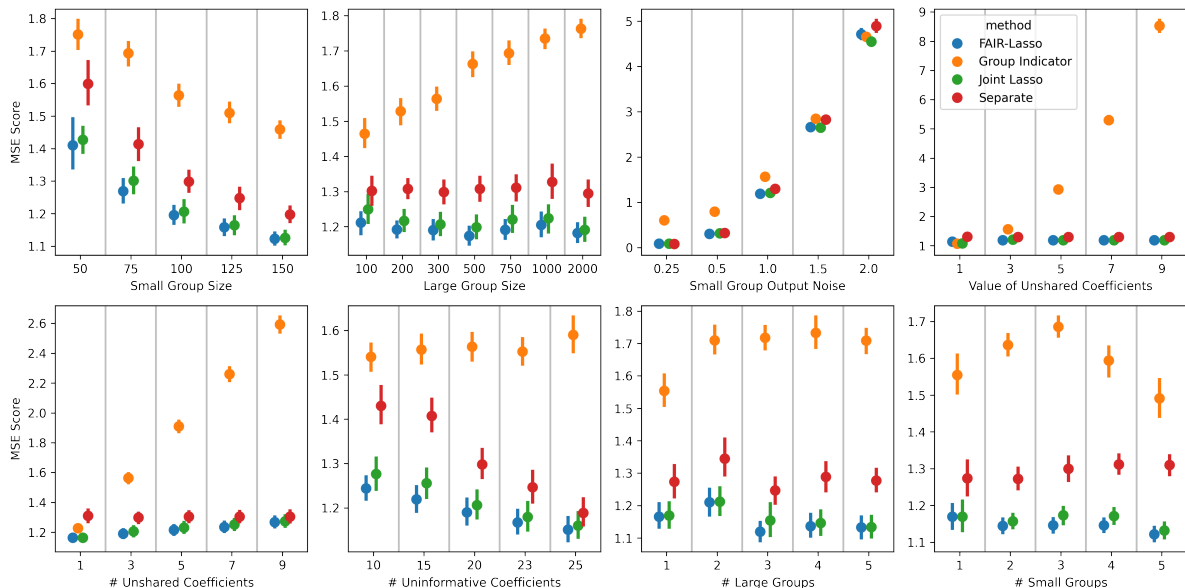 MSE Score
1.8
1.7
1.6
1.5
1.4
1.3
1.2
1.1
50 75 100 125 150
Small Group Size
1.8
1.7
1.6
1.5
1.4
1.3
1.2
100 200 300 500 750 1000 2000
Large Group Size
5
4
3
2
1
0
0.25 0.5 1.0 1.5 2.0
Small Group Output Noise
9
8
7
6
5
4
3
2
1
method
FAIR-Lasso
Group Indicator
Joint Lasso
Separate
1 3 5 7 9
Value of Unshared Coefficients
MSE Score
2.6
2.4
2.2
2.0
1.8
1.6
1.4
1.2
1 3 5 7 9
# Unshared Coefficients
1.6
1.5
1.4
1.3
1.2
10 15 20 23 25
# Uninformative Coefficients
1.8
1.7
1.6
1.5
1.4
1.3
1.2
1.1
1 2 3 4 5
# Large Groups
1.7
1.6
1.5
1.4
1.3
1.2
1.1
1 2 3 4 5
# Small Groups